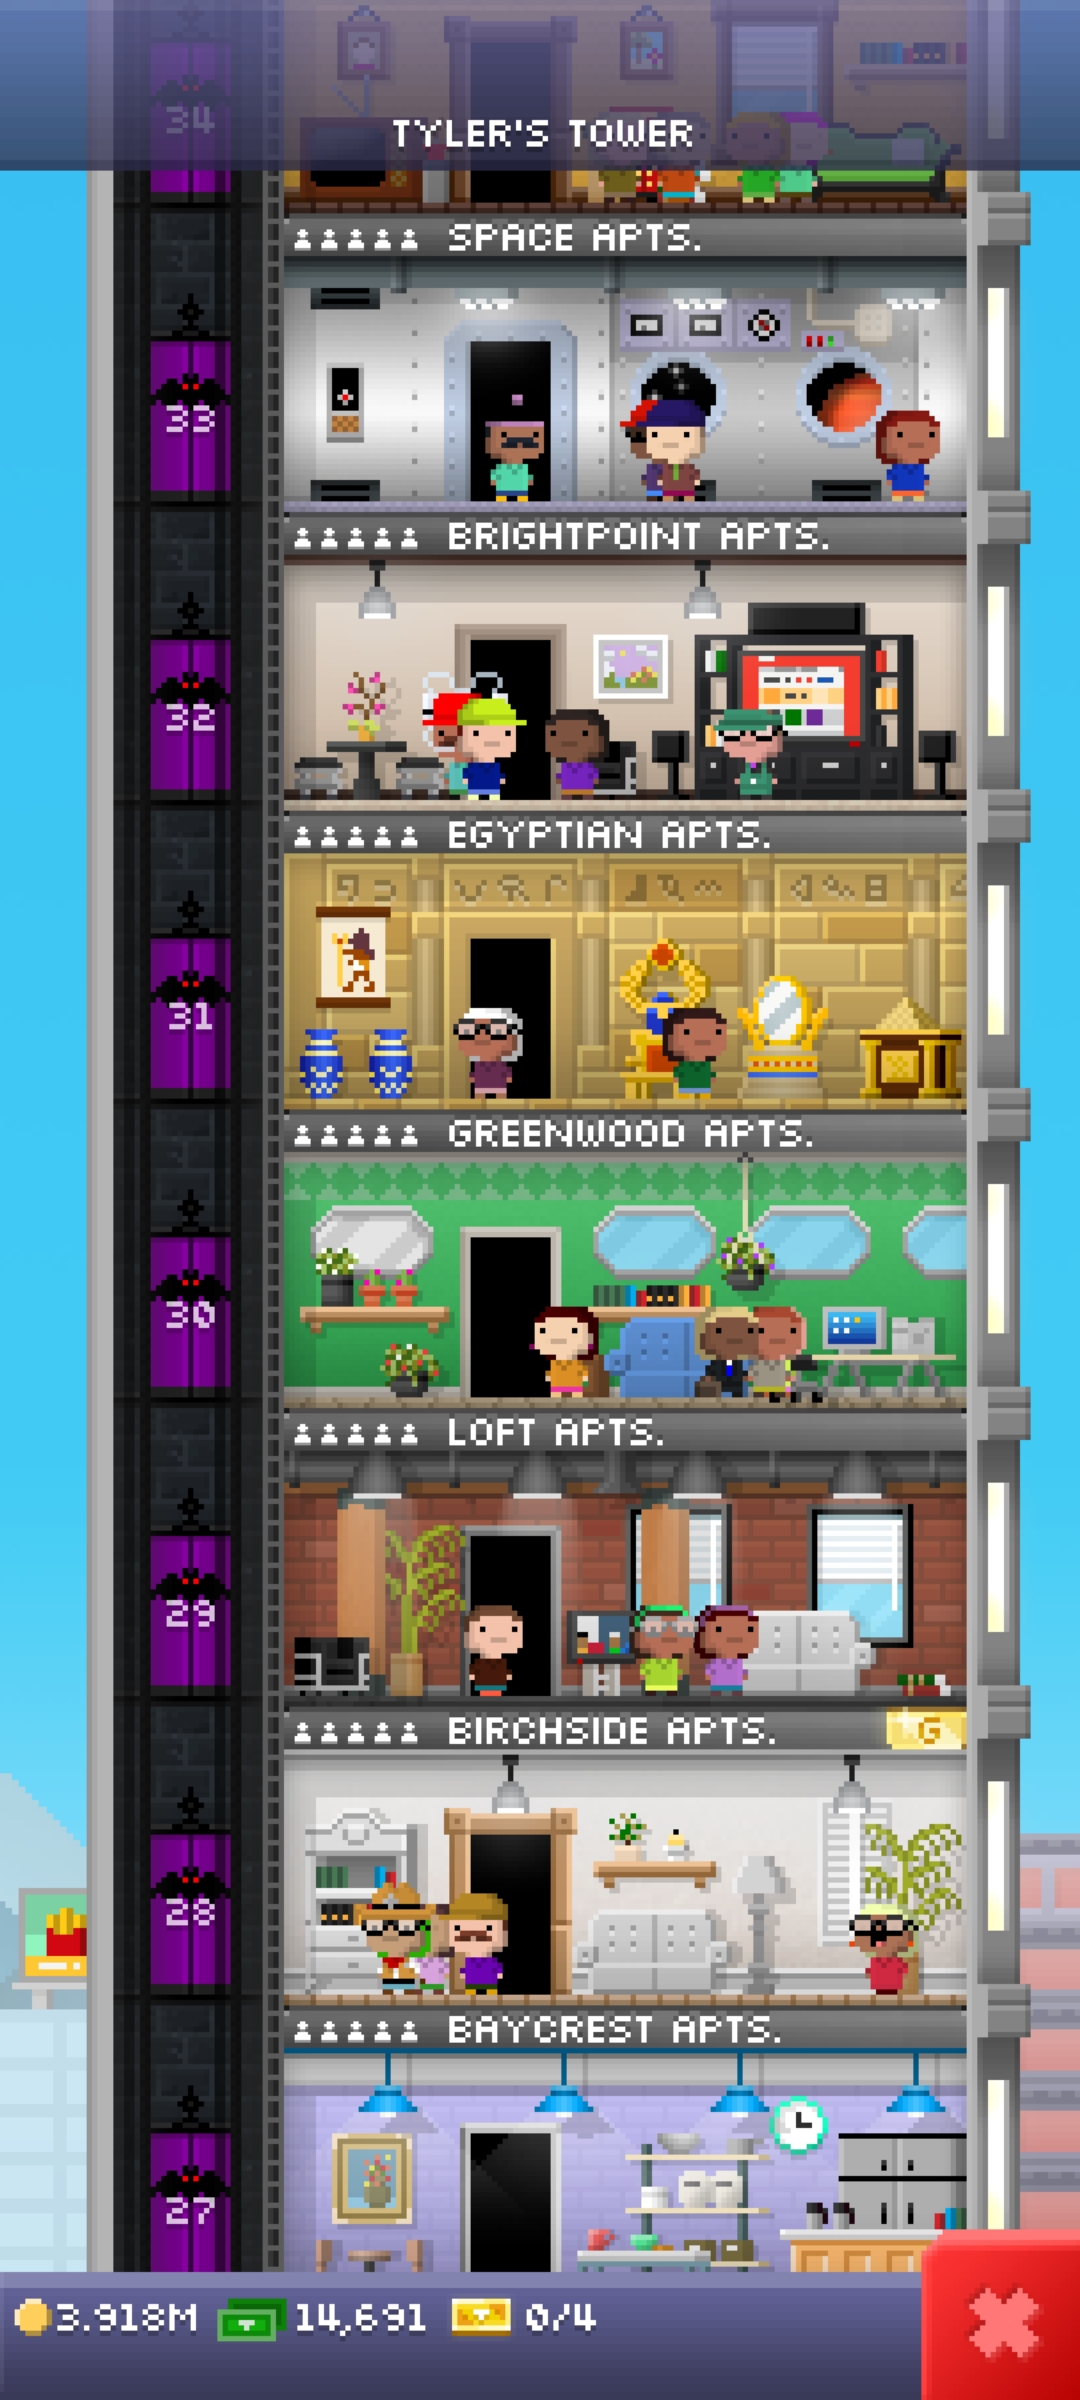 34
TYLER'S TOWER
SPACE APTS.
33
BRIGHTPOINT APTS.
32
EGYPTIAN APTS.
31
GREENWOOD APTS.
30
LOFT APTS.
29
BIRCHSIDE APTS.
G
28
BAYCREST APTS.
27
3.918M 14,691 0/4